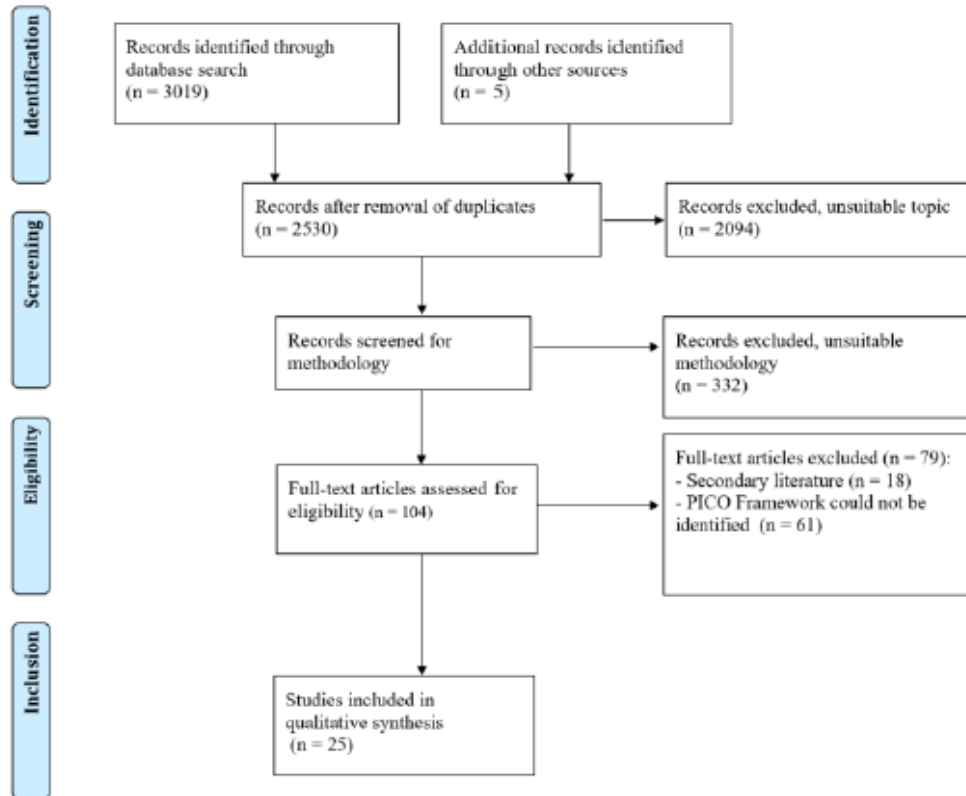 Identification
Records identified through
database search
(n = 3019)
Additional records identified
through other sources
(n = 5)
Records after removal of duplicates
(n = 2530)
Records excluded, unsuitable topic
(n = 2094)
Screening
Records screened for
methodology
Records excluded, unsuitable
methodology
(n = 332)
Eligibility
Full-text articles assessed for
eligibility (n = 104)
Full-text articles excluded (n = 79):
- Secondary literature (n = 18)
- PICO Framework could not be
identified (n = 61)
Inclusion
Studies included in
qualitative synthesis
(n = 25)